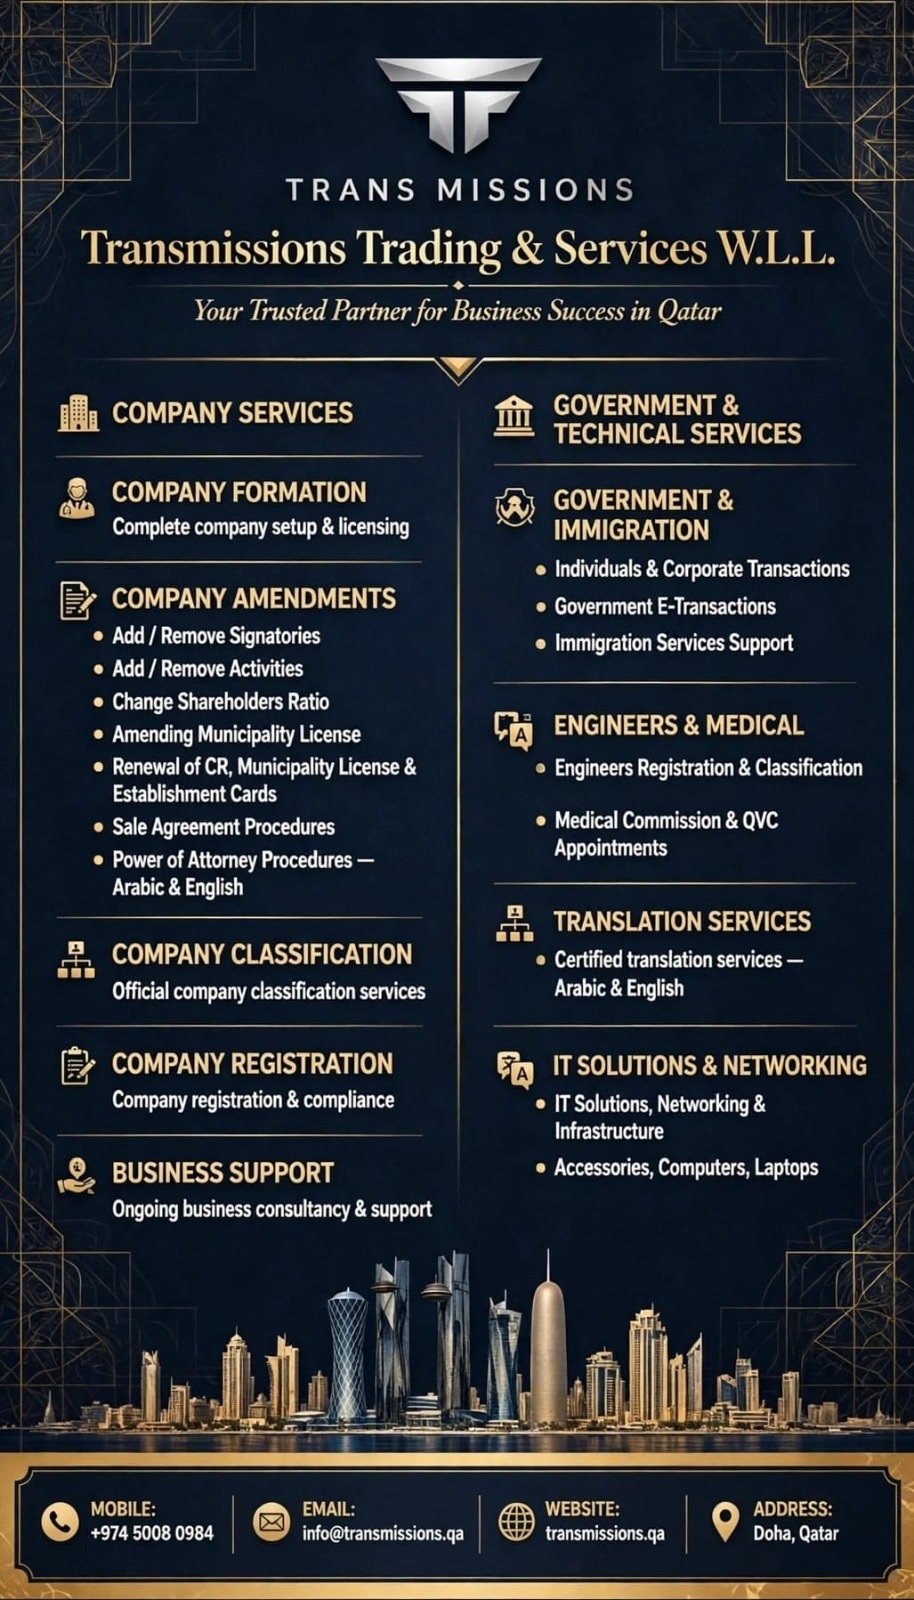 TRANS MISSIONS
Transmissions Trading & Services W.L.L.
Your Trusted Partner for Business Success in Qatar
COMPANY SERVICES
COMPANY FORMATION
Complete company setup & licensing
COMPANY AMENDMENTS
• Add / Remove Signatories
• Add / Remove Activities
• Change Shareholders Ratio
• Amending Municipality License
• Renewal of CR, Municipality License &
Establishment Cards
• Sale Agreement Procedures
• Power of Attorney Procedures —
Arabic & English
COMPANY CLASSIFICATION
Official company classification services
COMPANY REGISTRATION
Company registration & compliance
BUSINESS SUPPORT
Ongoing business consultancy & support
GOVERNMENT &
TECHNICAL SERVICES
GOVERNMENT &
IMMIGRATION
• Individuals & Corporate Transactions
• Government E-Transactions
• Immigration Services Support
A
ENGINEERS & MEDICAL
• Engineers Registration & Classification
• Medical Commission & QVC
Appointments
TRANSLATION SERVICES
• Certified translation services —
Arabic & English
A
IT SOLUTIONS & NETWORKING
• IT Solutions, Networking &
Infrastructure
• Accessories, Computers, Laptops
MOBILE:
+974 5008 0984
EMAIL:
info@transmissions.qa
WEBSITE:
transmissions.qa
ADDRESS:
Doha, Qatar